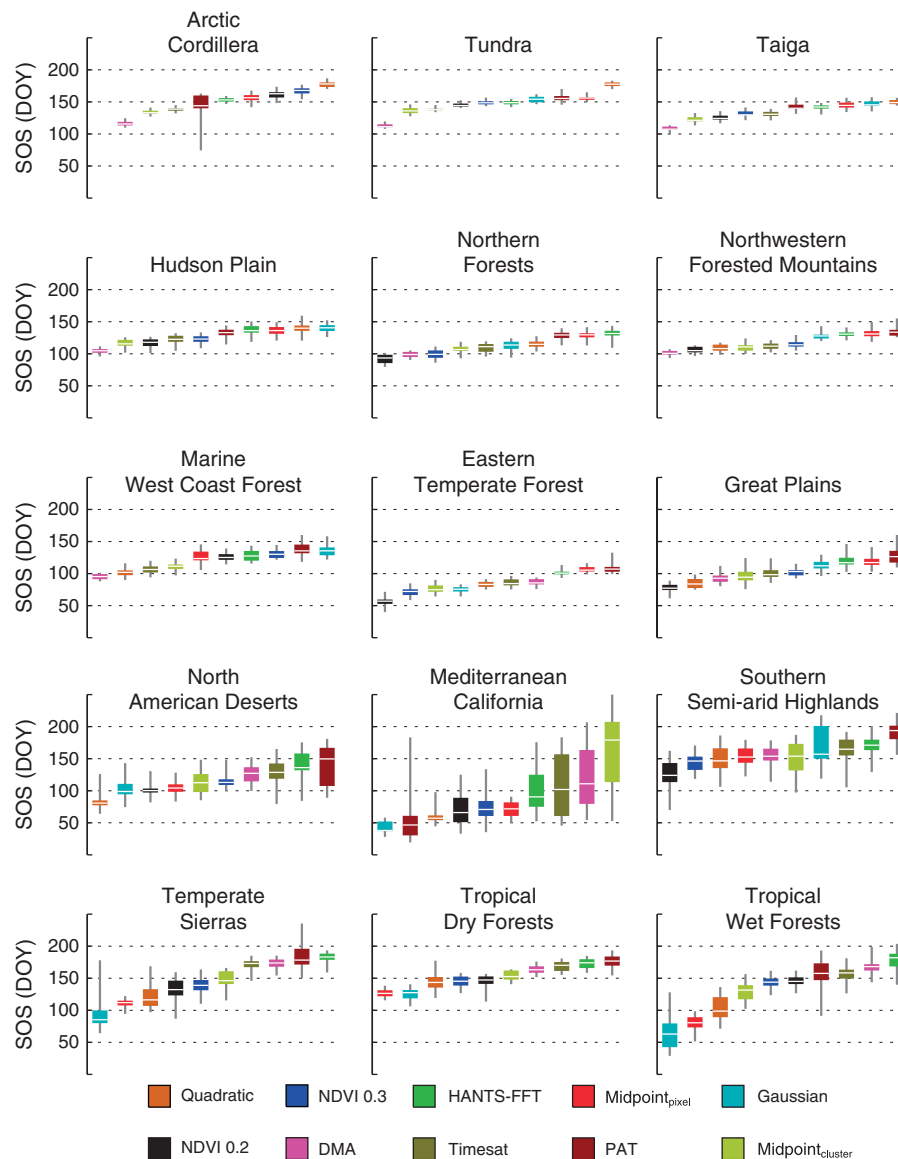 Arctic
Cordillera
Tundra
Taiga
SOS (DOY)
200
150
100
50
Hudson Plain
Northern
Forests
Northwestern
Forested Mountains
SOS (DOY)
200
150
100
50
Marine
West Coast Forest
Eastern
Temperate Forest
Great Plains
SOS (DOY)
200
150
100
50
North
American Deserts
Mediterranean
California
Southern
Semi-arid Highlands
SOS (DOY)
200
150
100
50
Temperate
Sierras
Tropical
Dry Forests
Tropical
Wet Forests
SOS (DOY)
200
150
100
50
Quadratic NDVI 0.3 HANTS-FFT Midpointpixel Gaussian
NDVI 0.2 DMA Timesat PAT Midpointcluster